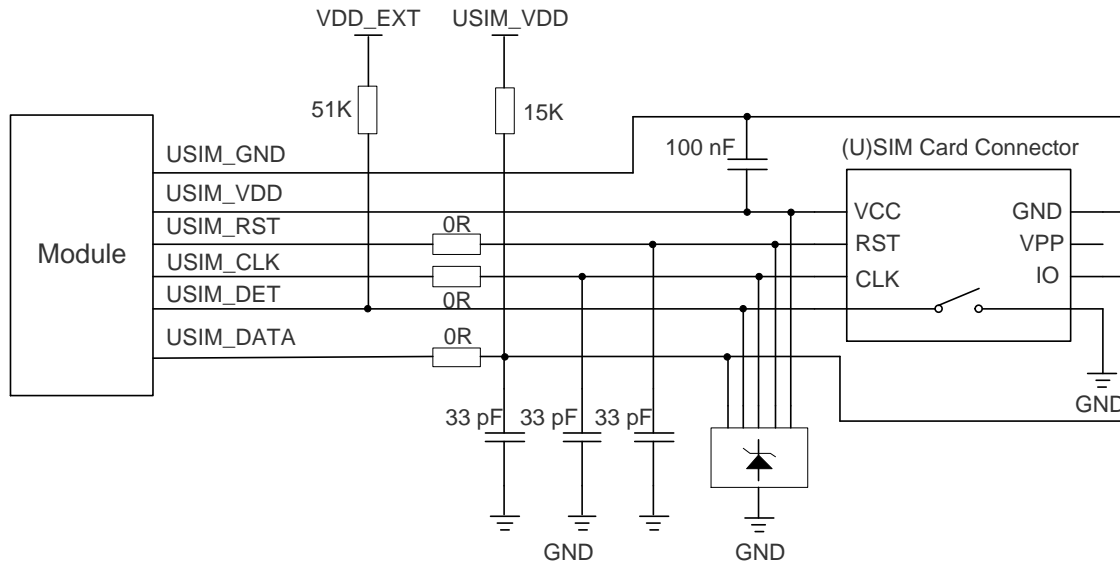 VDD_EXT
USIM_VDD
51K
15K
Module
USIM_GND
USIM_VDD
USIM_RST
USIM_CLK
USIM_DET
USIM_DATA
0R
0R
0R
100 nF
(U)SIM Card Connector
VCC
RST
CLK
GND
VPP
IO
GND
33 pF
33 pF
33 pF
GND
GND